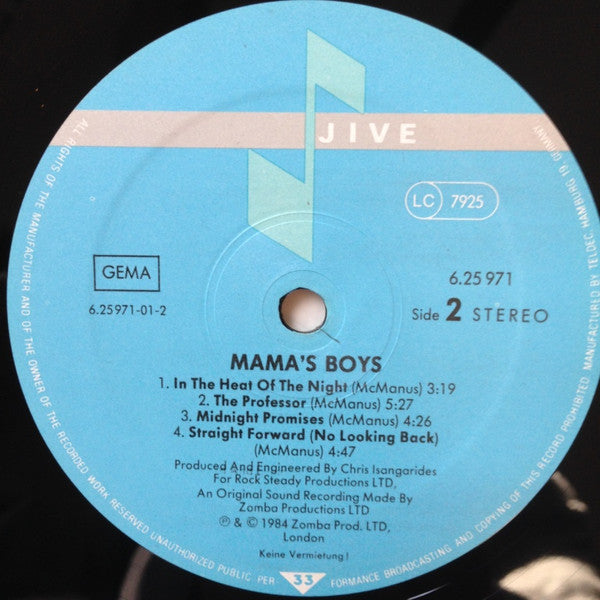 JIVE
LC 7925
GEMA
6.25971-01-2
6.25 971
Side 2 STEREO
MAMA'S BOYS
1. In The Heat Of The Night (McManus) 3:19
2. The Professor (McManus) 5:27
3. Midnight Promises (McManus) 4:26
4. Straight Forward (No Looking Back)
(McManus) 4:47
Produced And Engineered By Chris Isangarides
For Rock Steady Productions LTD,
An Original Sound Recording Made By
Zomba Productions LTD
℗ & © 1984 Zomba Prod. LTD,
London
Keine Vermietung!
33
ALL RIGHTS OF THE MANUFACTURER AND OF THE OWNER OF THE RECORDED WORK RESERVED UNAUTHORIZED PUBLIC PERFORMANCE BROADCASTING AND COPYING OF THIS RECORD PROHIBITED MANUFACTURED BY TELDEC HAMBURG 19 GERMANY